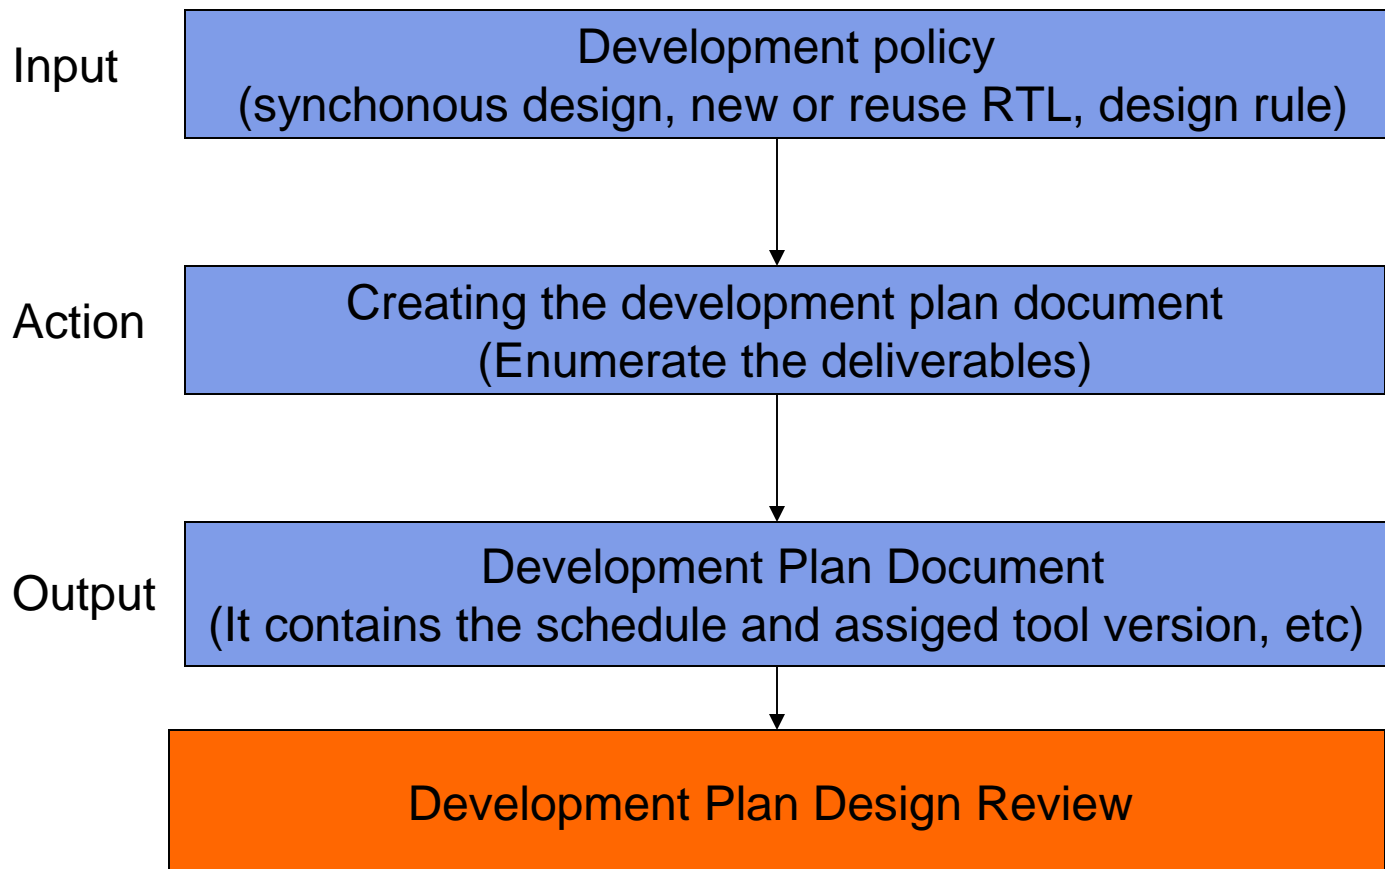 Input
Development policy
(synchonous design, new or reuse RTL, design rule)
Action
Creating the development plan document
(Enumerate the deliverables)
Output
Development Plan Document
(It contains the schedule and assiged tool version, etc)
Development Plan Design Review